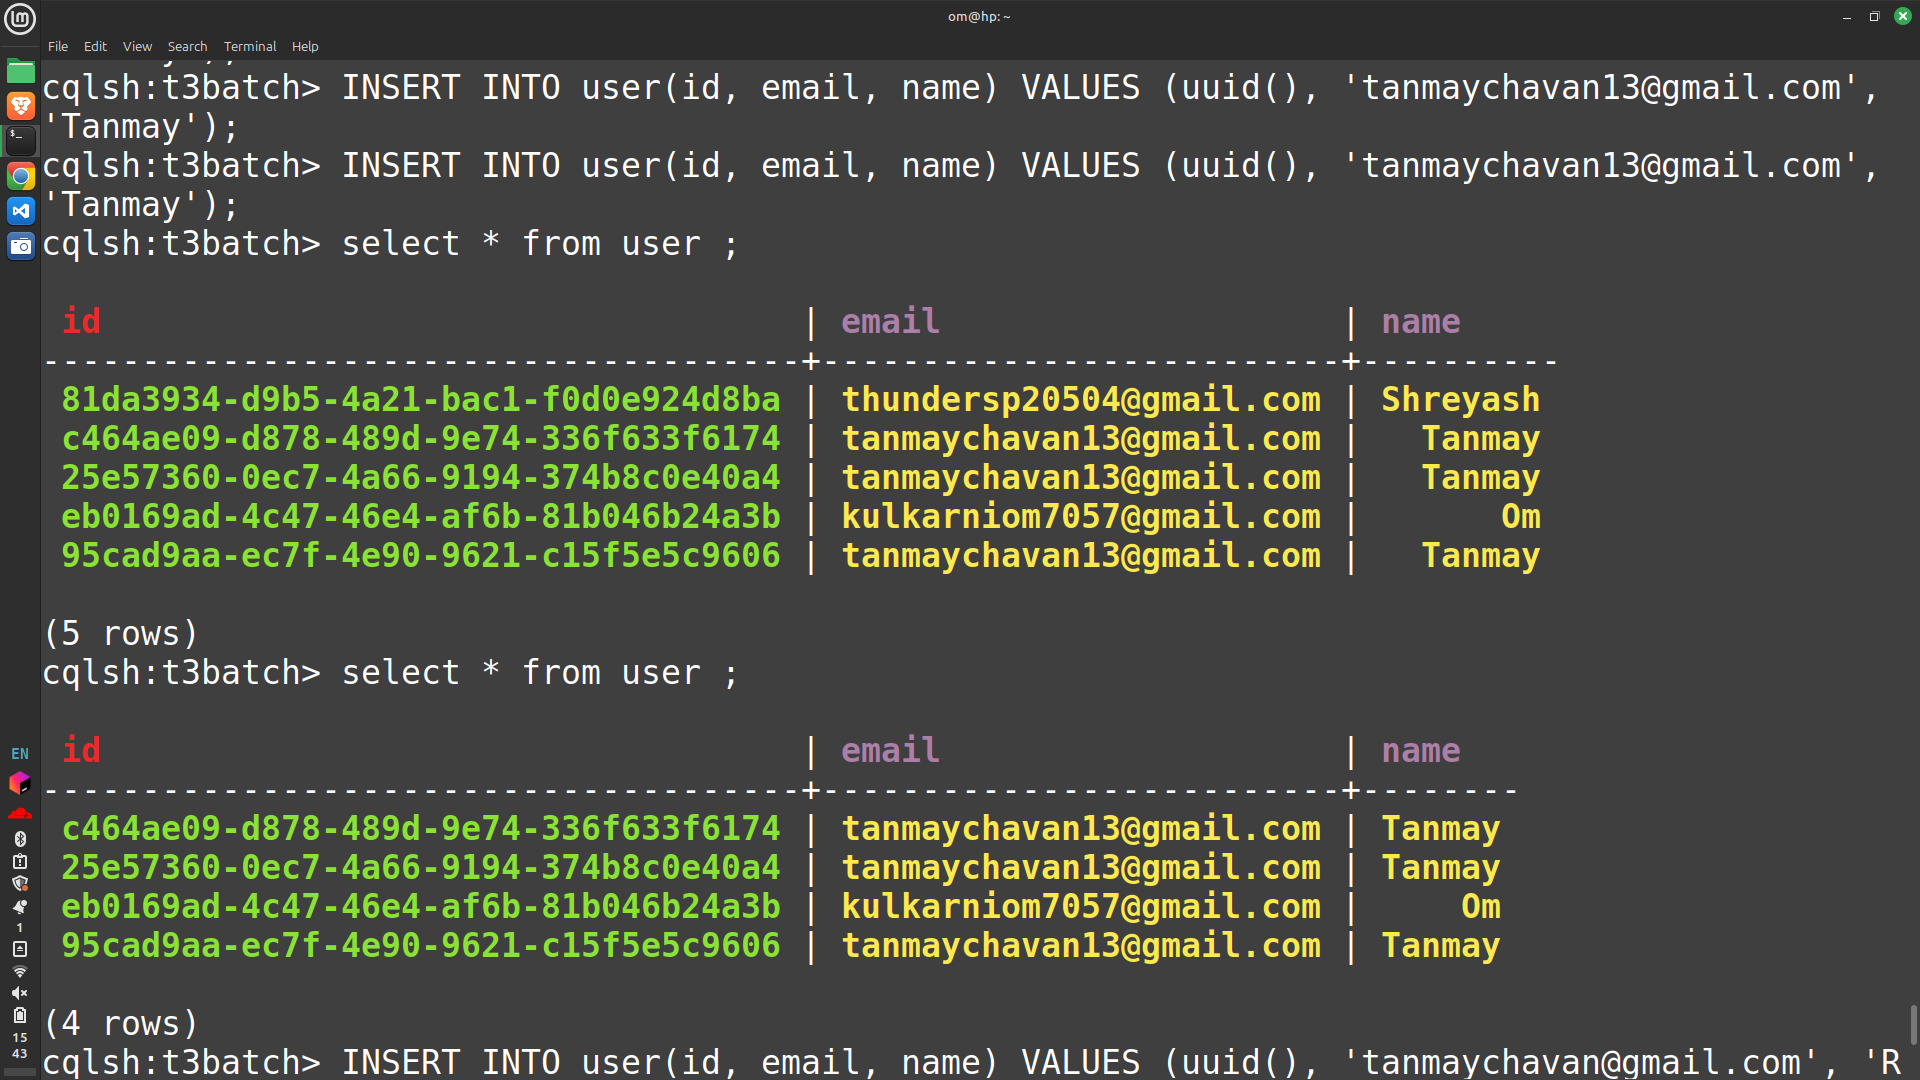 om@hp:~
File Edit View Search Terminal Help
cqlsh:t3batch> INSERT INTO user(id, email, name) VALUES (uuid(), 'tanmaychavan13@gmail.com',
'Tanmay');
cqlsh:t3batch> INSERT INTO user(id, email, name) VALUES (uuid(), 'tanmaychavan13@gmail.com',
'Tanmay');
cqlsh:t3batch> select * from user ;
id | email | name
--------------------------------------+--------------------------+----------
81da3934-d9b5-4a21-bac1-f0d0e924d8ba | thundersp20504@gmail.com | Shreyash
c464ae09-d878-489d-9e74-336f633f6174 | tanmaychavan13@gmail.com | Tanmay
25e57360-0ec7-4a66-9194-374b8c0e40a4 | tanmaychavan13@gmail.com | Tanmay
eb0169ad-4c47-46e4-af6b-81b046b24a3b | kulkarniom7057@gmail.com | Om
95cad9aa-ec7f-4e90-9621-c15f5e5c9606 | tanmaychavan13@gmail.com | Tanmay
(5 rows)
cqlsh:t3batch> select * from user ;
id | email | name
--------------------------------------+--------------------------+--------
c464ae09-d878-489d-9e74-336f633f6174 | tanmaychavan13@gmail.com | Tanmay
25e57360-0ec7-4a66-9194-374b8c0e40a4 | tanmaychavan13@gmail.com | Tanmay
eb0169ad-4c47-46e4-af6b-81b046b24a3b | kulkarniom7057@gmail.com | Om
95cad9aa-ec7f-4e90-9621-c15f5e5c9606 | tanmaychavan13@gmail.com | Tanmay
(4 rows)
cqlsh:t3batch> INSERT INTO user(id, email, name) VALUES (uuid(), 'tanmaychavan@gmail.com', 'R
EN
1
15
43